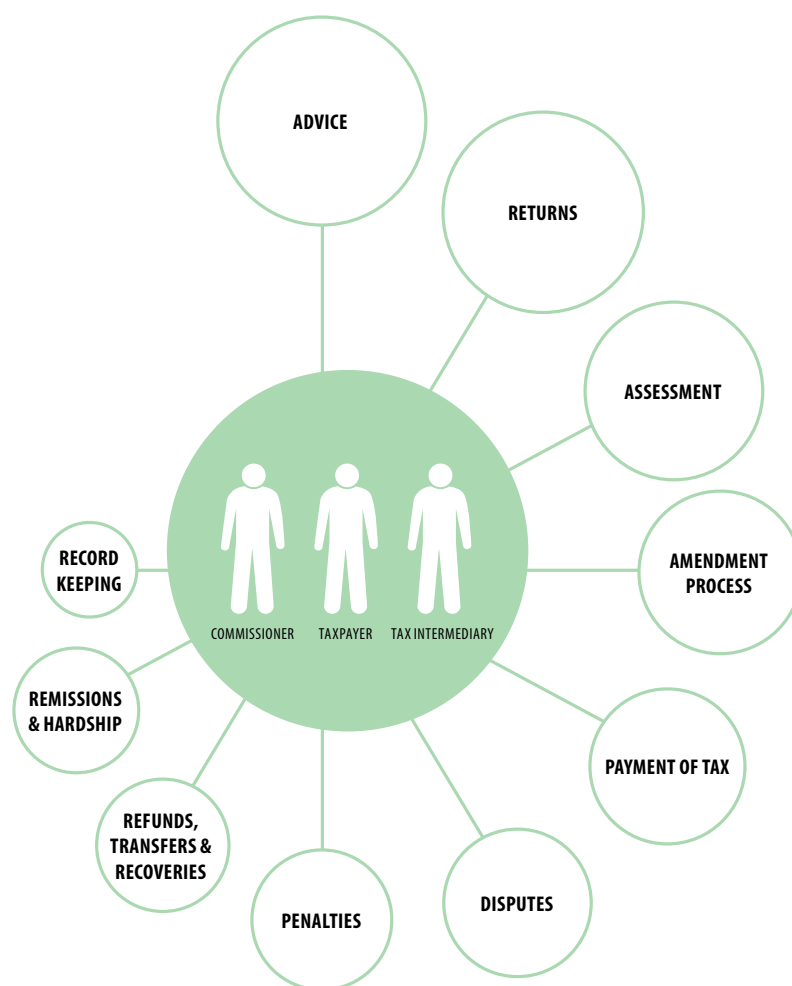 ADVICE
RETURNS
ASSESSMENT
AMENDMENT
PROCESS
PAYMENT OF TAX
DISPUTES
PENALTIES
REFUNDS,
TRANSFERS &
RECOVERIES
REMISSIONS
& HARDSHIP
RECORD
KEEPING
COMMISSIONER
TAXPAYER
TAX INTERMEDIARY